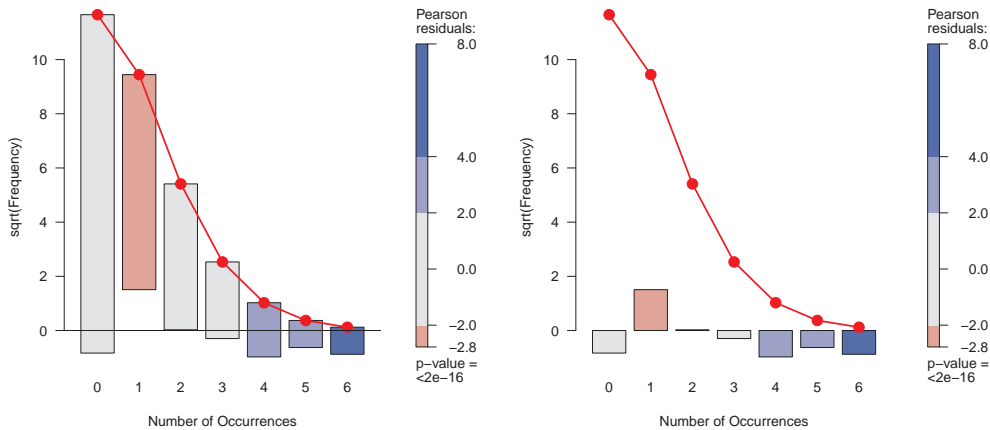 Pearson
residuals:
8.0
4.0
2.0
0.0
−2.0
−2.8
p−value =
<2e−16
sqrt(Frequency)
10
8
6
4
2
0
0 1 2 3 4 5 6
Number of Occurrences
Pearson
residuals:
8.0
4.0
2.0
0.0
−2.0
−2.8
p−value =
<2e−16
sqrt(Frequency)
10
8
6
4
2
0
0 1 2 3 4 5 6
Number of Occurrences